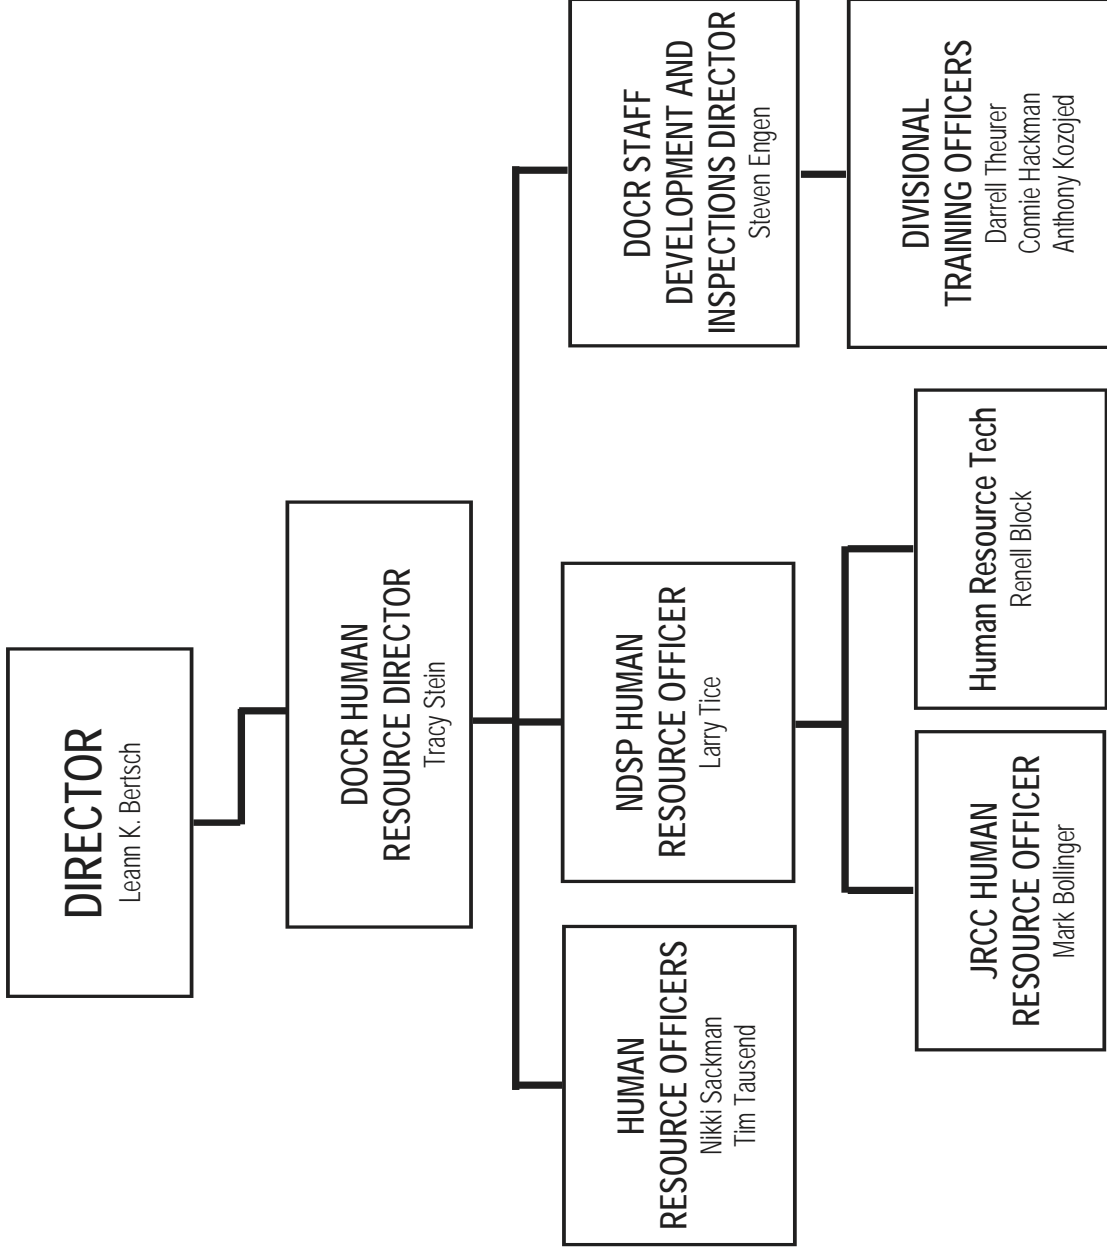 DIRECTOR
Leann K. Bertsch
DOCR HUMAN
RESOURCE DIRECTOR
Tracy Stein
HUMAN
RESOURCE OFFICERS
Nikki Sackman
Tim Tausend
NDSP HUMAN
RESOURCE OFFICER
Larry Tice
DOCR STAFF
DEVELOPMENT AND
INSPECTIONS DIRECTOR
Steven Engen
JRCC HUMAN
RESOURCE OFFICER
Mark Bollinger
Human Resource Tech
Renell Block
DIVISIONAL
TRAINING OFFICERS
Darrell Theurer
Connie Hackman
Anthony Kozojed